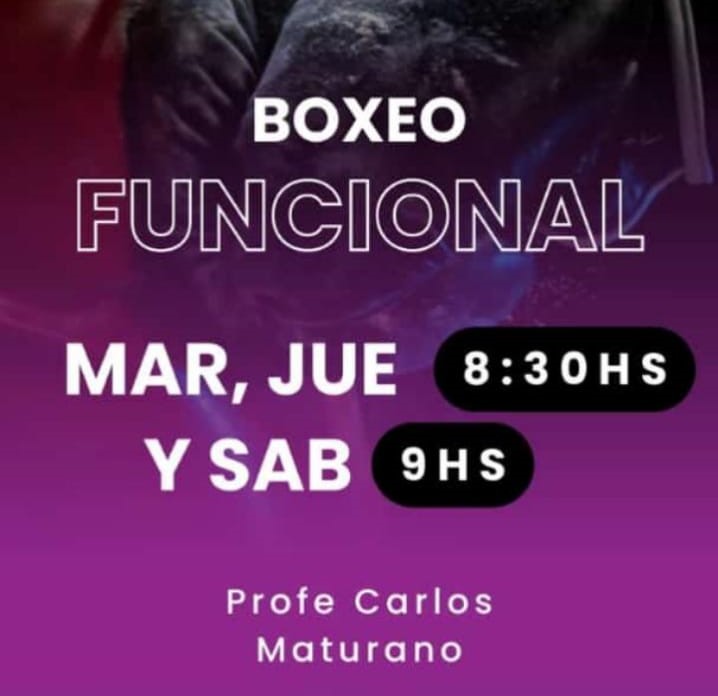 BOXEO
FUNCIONAL
MAR, JUE 8:30HS
Y SAB 9HS
Profe Carlos
Maturano